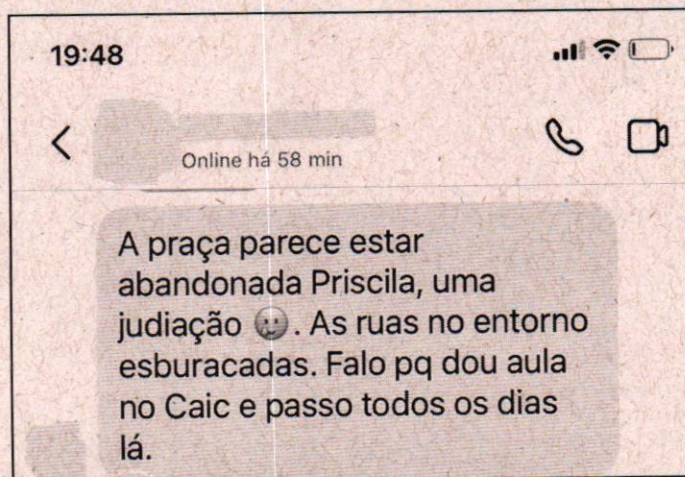 19:48
Online há 58 min
A praça parece estar
abandonada Priscila, uma
judiação 😢. As ruas no entorno
esburacadas. Falo pq dou aula
no Caic e passo todos os dias
lá.